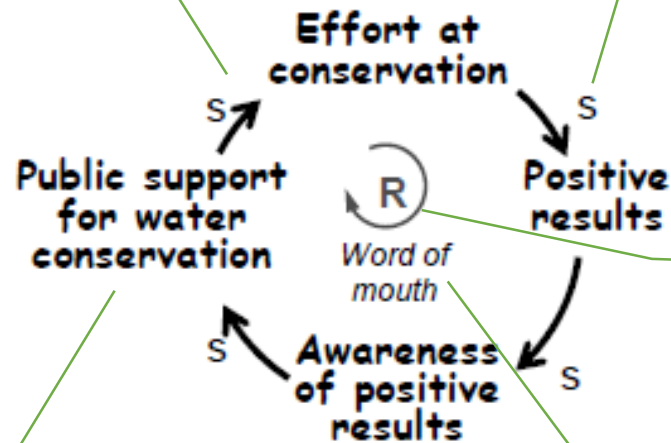 Effort at
conservation
S
S
Public support
for water
conservation
R
Positive
results
Word of
mouth
S
Awareness
of positive
results
S